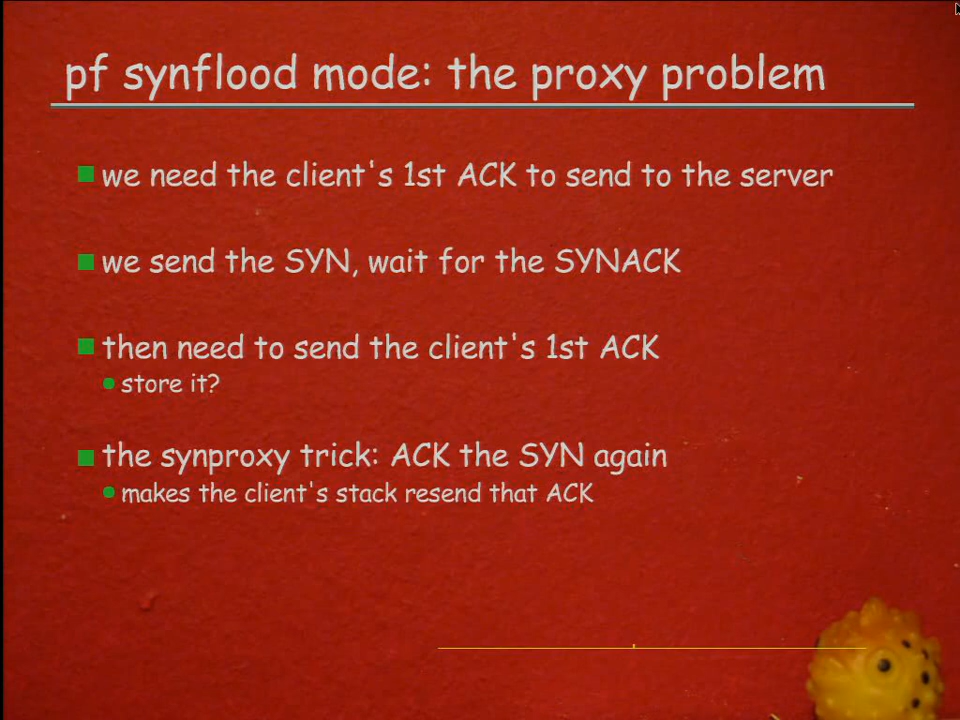 pf synflood mode: the proxy problem
we need the client's 1st ACK to send to the server
we send the SYN, wait for the SYNACK
then need to send the client's 1st ACK
store it?
the synproxy trick: ACK the SYN again
makes the client's stack resend that ACK